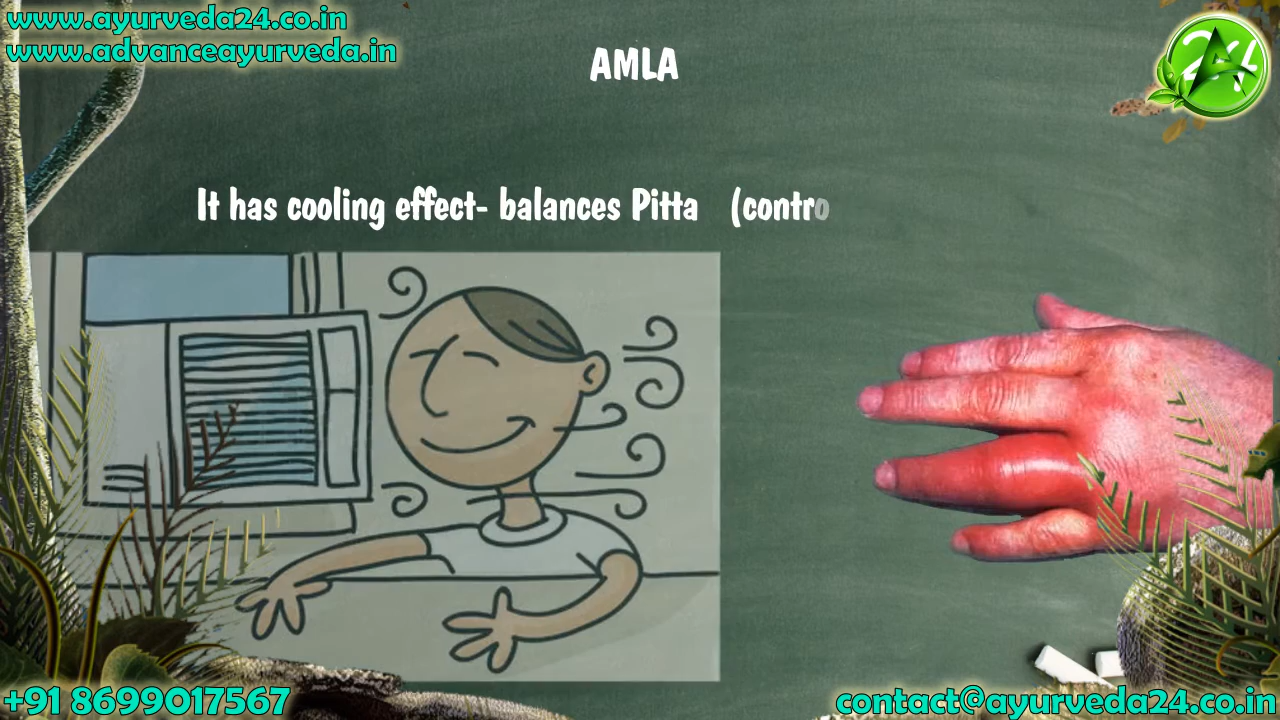 www.ayurveda24.co.in
www.advanceayurveda.in
24
AMLA
It has cooling effect- balances Pitta (contro
+91 8699017567
contact@ayurveda24.co.in